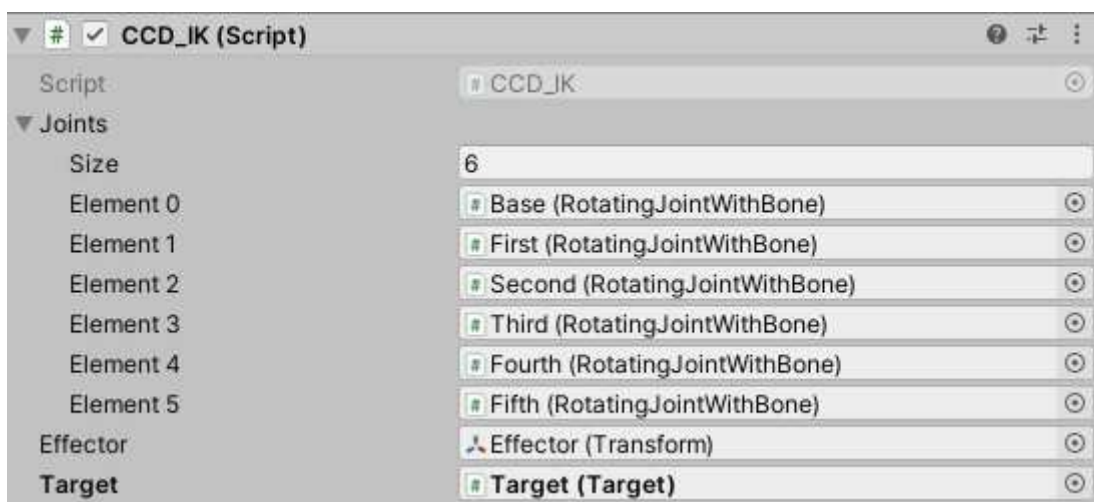 CCD_IK (Script)
Script CCD_IK
Joints
Size 6
Element 0 Base (RotatingJointWithBone)
Element 1 First (RotatingJointWithBone)
Element 2 Second (RotatingJointWithBone)
Element 3 Third (RotatingJointWithBone)
Element 4 Fourth (RotatingJointWithBone)
Element 5 Fifth (RotatingJointWithBone)
Effector Effector (Transform)
Target Target (Target)